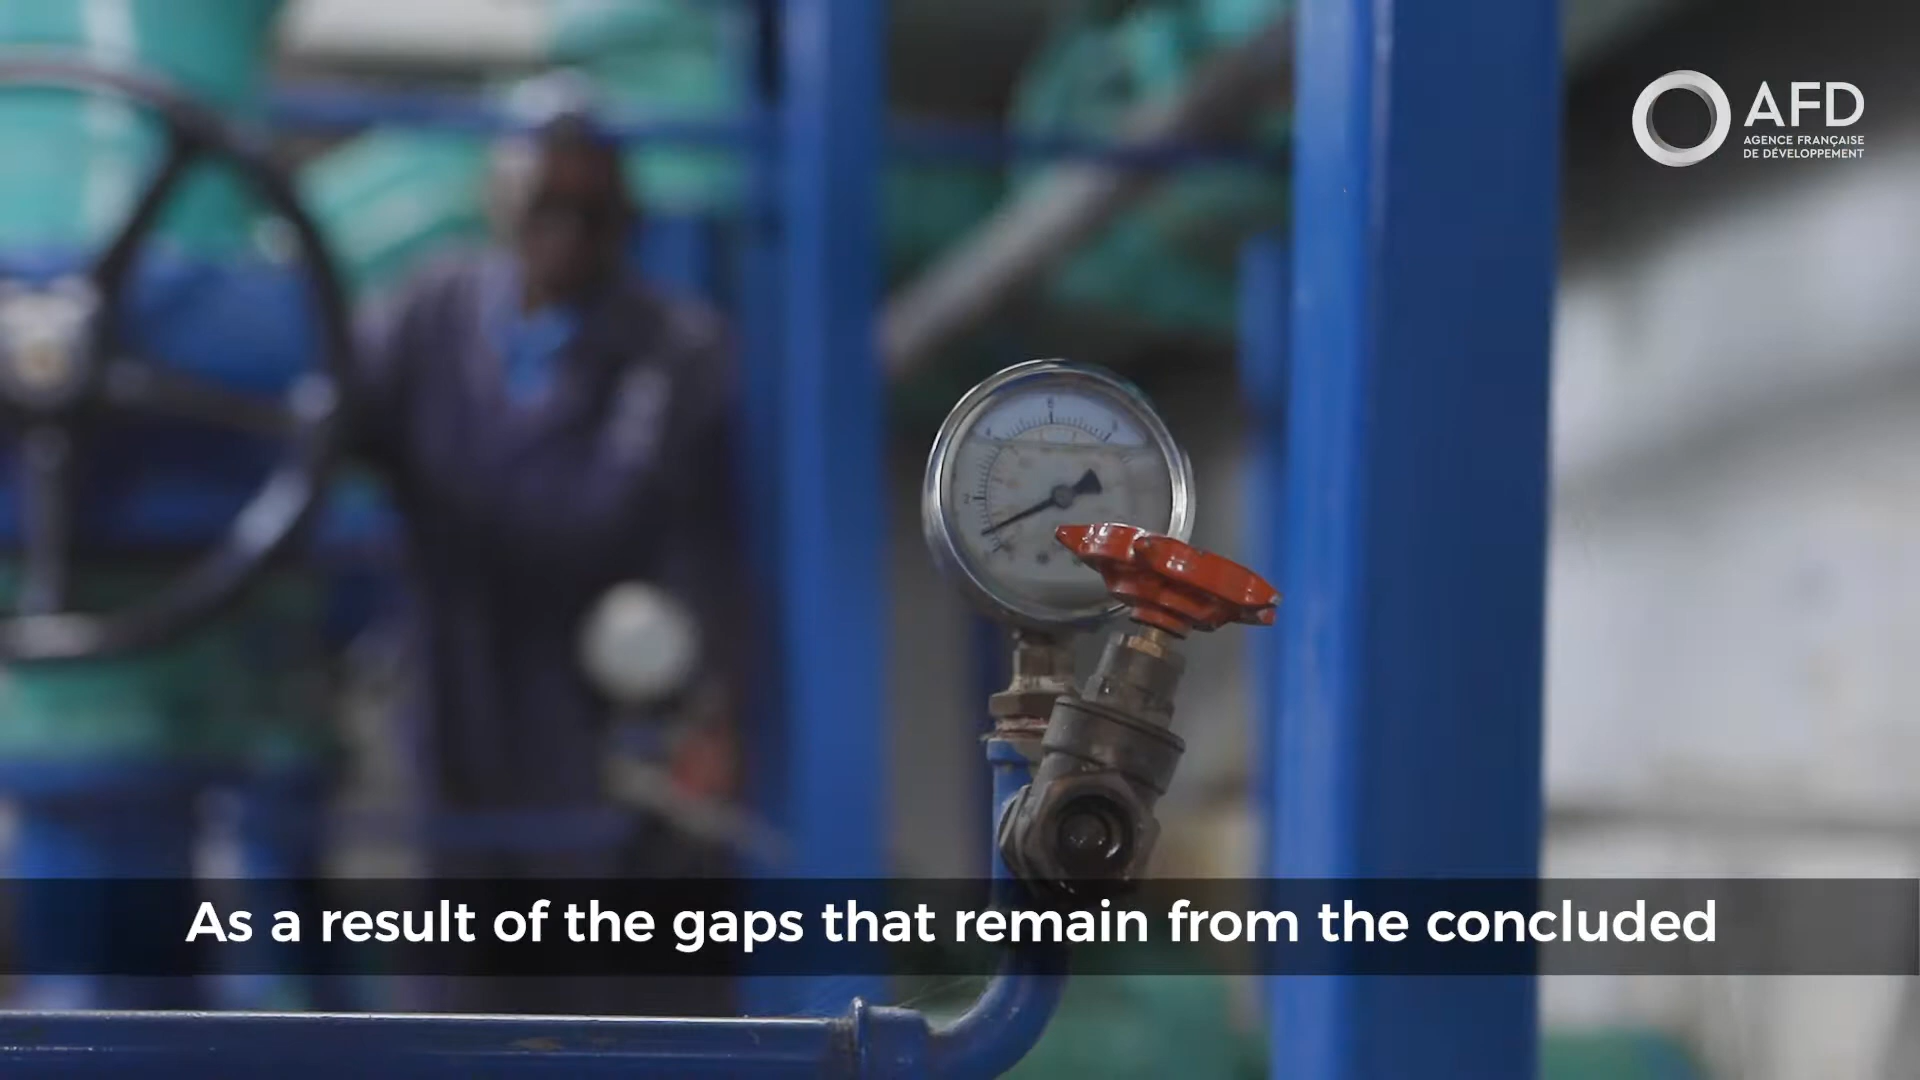 AFD
AGENCE FRANÇAISE
DE DÉVELOPPEMENT
As a result of the gaps that remain from the concluded